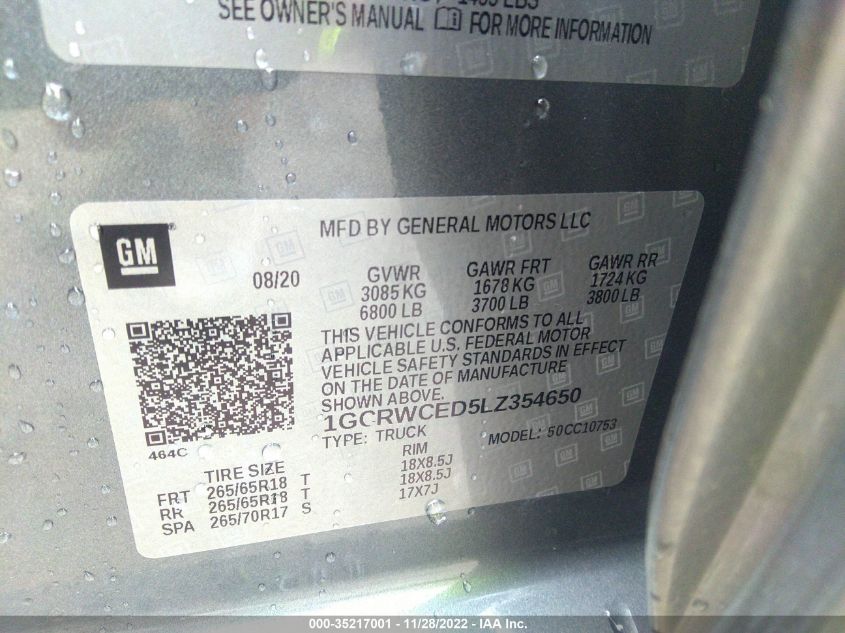 SEE OWNER'S MANUAL FOR MORE INFORMATION
GM
MFD BY GENERAL MOTORS LLC
08/20
GVWR GAWR FRT GAWR RR
3085 KG 1678 KG 1724 KG
6800 LB 3700 LB 3800 LB
THIS VEHICLE CONFORMS TO ALL
APPLICABLE U.S. FEDERAL MOTOR
VEHICLE SAFETY STANDARDS IN EFFECT
ON THE DATE OF MANUFACTURE
SHOWN ABOVE.
1GCRWCED5LZ354650
TYPE: TRUCK MODEL: 50CC10753
464C
TIRE SIZE RIM
FRT 265/65R18 T 18X8.5J
RR 265/65R18 T 18X8.5J
SPA 265/70R17 S 17X7J
000-35217001 - 11/28/2022 - IAA Inc.